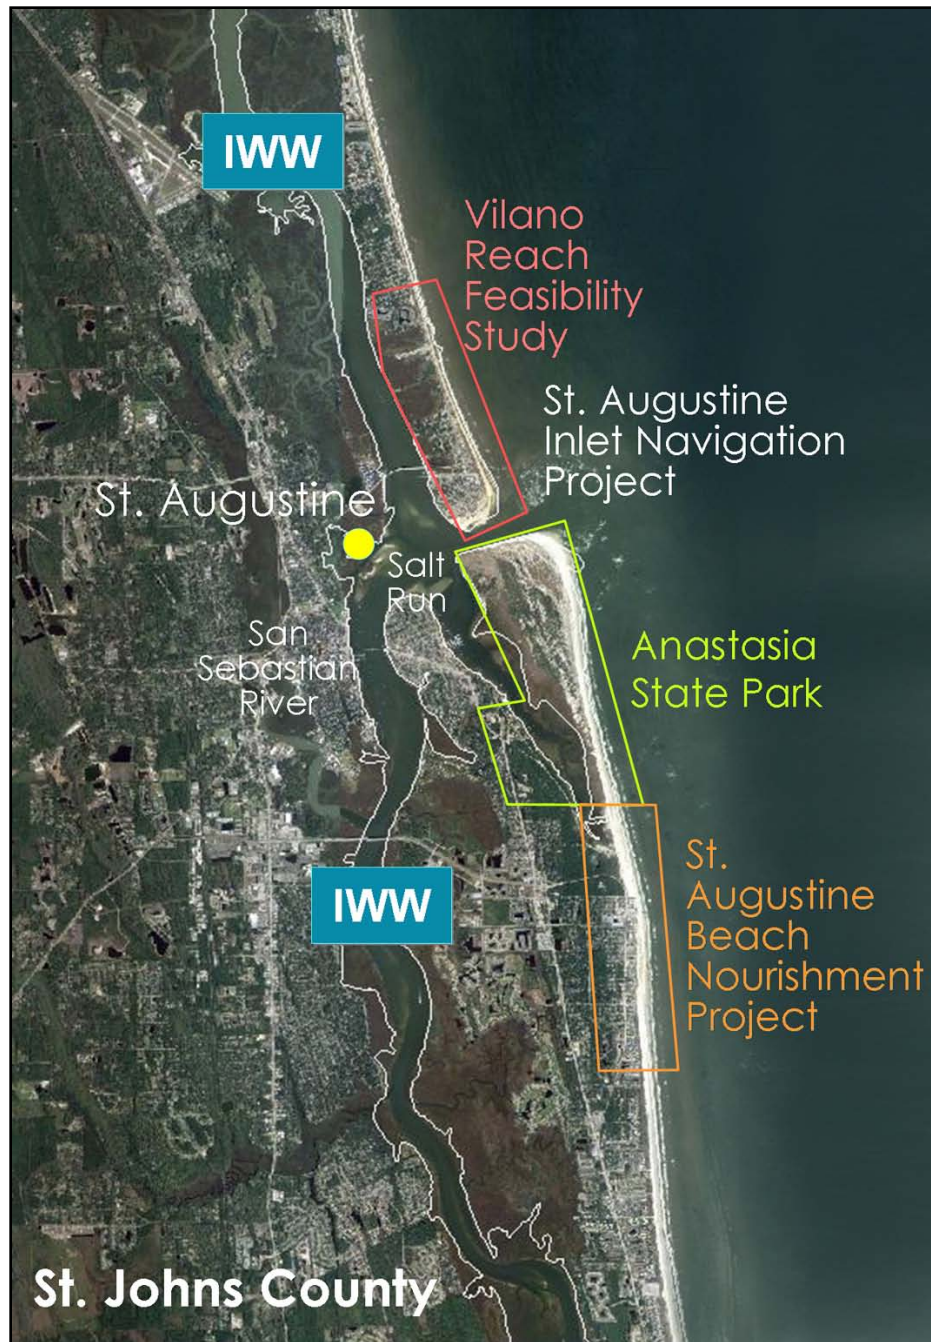 IWW
Vilano
Reach
Feasibility
Study
St. Augustine
Inlet Navigation
Project
St. Augustine
Salt
Run
San
Sebastian
River
Anastasia
State Park
IWW
St.
Augustine
Beach
Nourishment
Project
St. Johns County